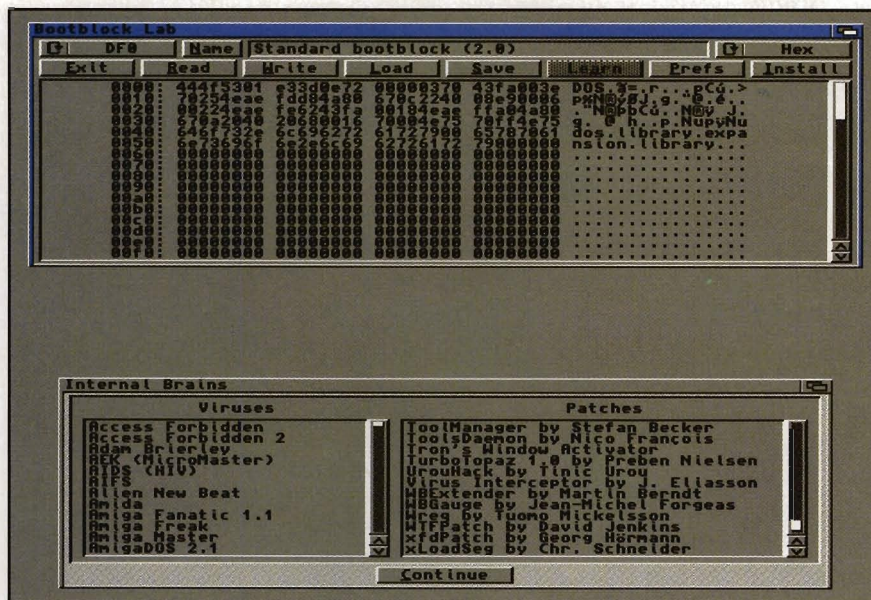 Bootblock Lab
DF0 Name Standard bootblock (2.0) Hex
Exit Read Write Load Save Learn Prefs Install
0000: 444f5301 e33d0e72 00000370 43fa003e DOS.ã=.r...pCú.>
0010: 70254eae fdd84a80 670c2240 08e90006 p%N®ýØJ.g."@.é..
0020: 00224eae fe6243fa 00184eae ffa04a80 ."N®þbCú..N®ÿ J.
0030: 670a2040 20680016 70004e75 70ff4e75 g. @ h..p.NupÿNu
0040: 646f732e 6c696272 61727900 65787061 dos.library.expa
0050: 6e73696f 6e2e6c69 62726172 79000000 nsion.library...
0060: 00000000 00000000 00000000 00000000 ................
0070: 00000000 00000000 00000000 00000000 ................
0080: 00000000 00000000 00000000 00000000 ................
0090: 00000000 00000000 00000000 00000000 ................
00a0: 00000000 00000000 00000000 00000000 ................
00b0: 00000000 00000000 00000000 00000000 ................
00c0: 00000000 00000000 00000000 00000000 ................
00d0: 00000000 00000000 00000000 00000000 ................
00e0: 00000000 00000000 00000000 00000000 ................
00f0: 00000000 00000000 00000000 00000000 ................
Internal Brains
Viruses
Access Forbidden
Access Forbidden 2
Adam Brierley
AEK (MicroMaster)
AIDS (HIV)
AIFS
Alien New Beat
Amida
Amiga Fanatic 1.1
Amiga Freak
Amiga Master
AmigaDOS 2.1
Patches
ToolManager by Stefan Becker
ToolsDaemon by Nico François
Tron's Window Activator
TurboTopaz 1.0 by Preben Nielsen
UrouHack by Tinic Urou
Virus Interceptor by J. Eliasson
WBExtender by Martin Berndt
WBGauge by Jean-Michel Forgeas
Wreg by Tuomo Mickelsson
WTFPatch by David Jenkins
xfdPatch by Georg Hörmann
xLoadSeg by Chr. Schneider
Continue